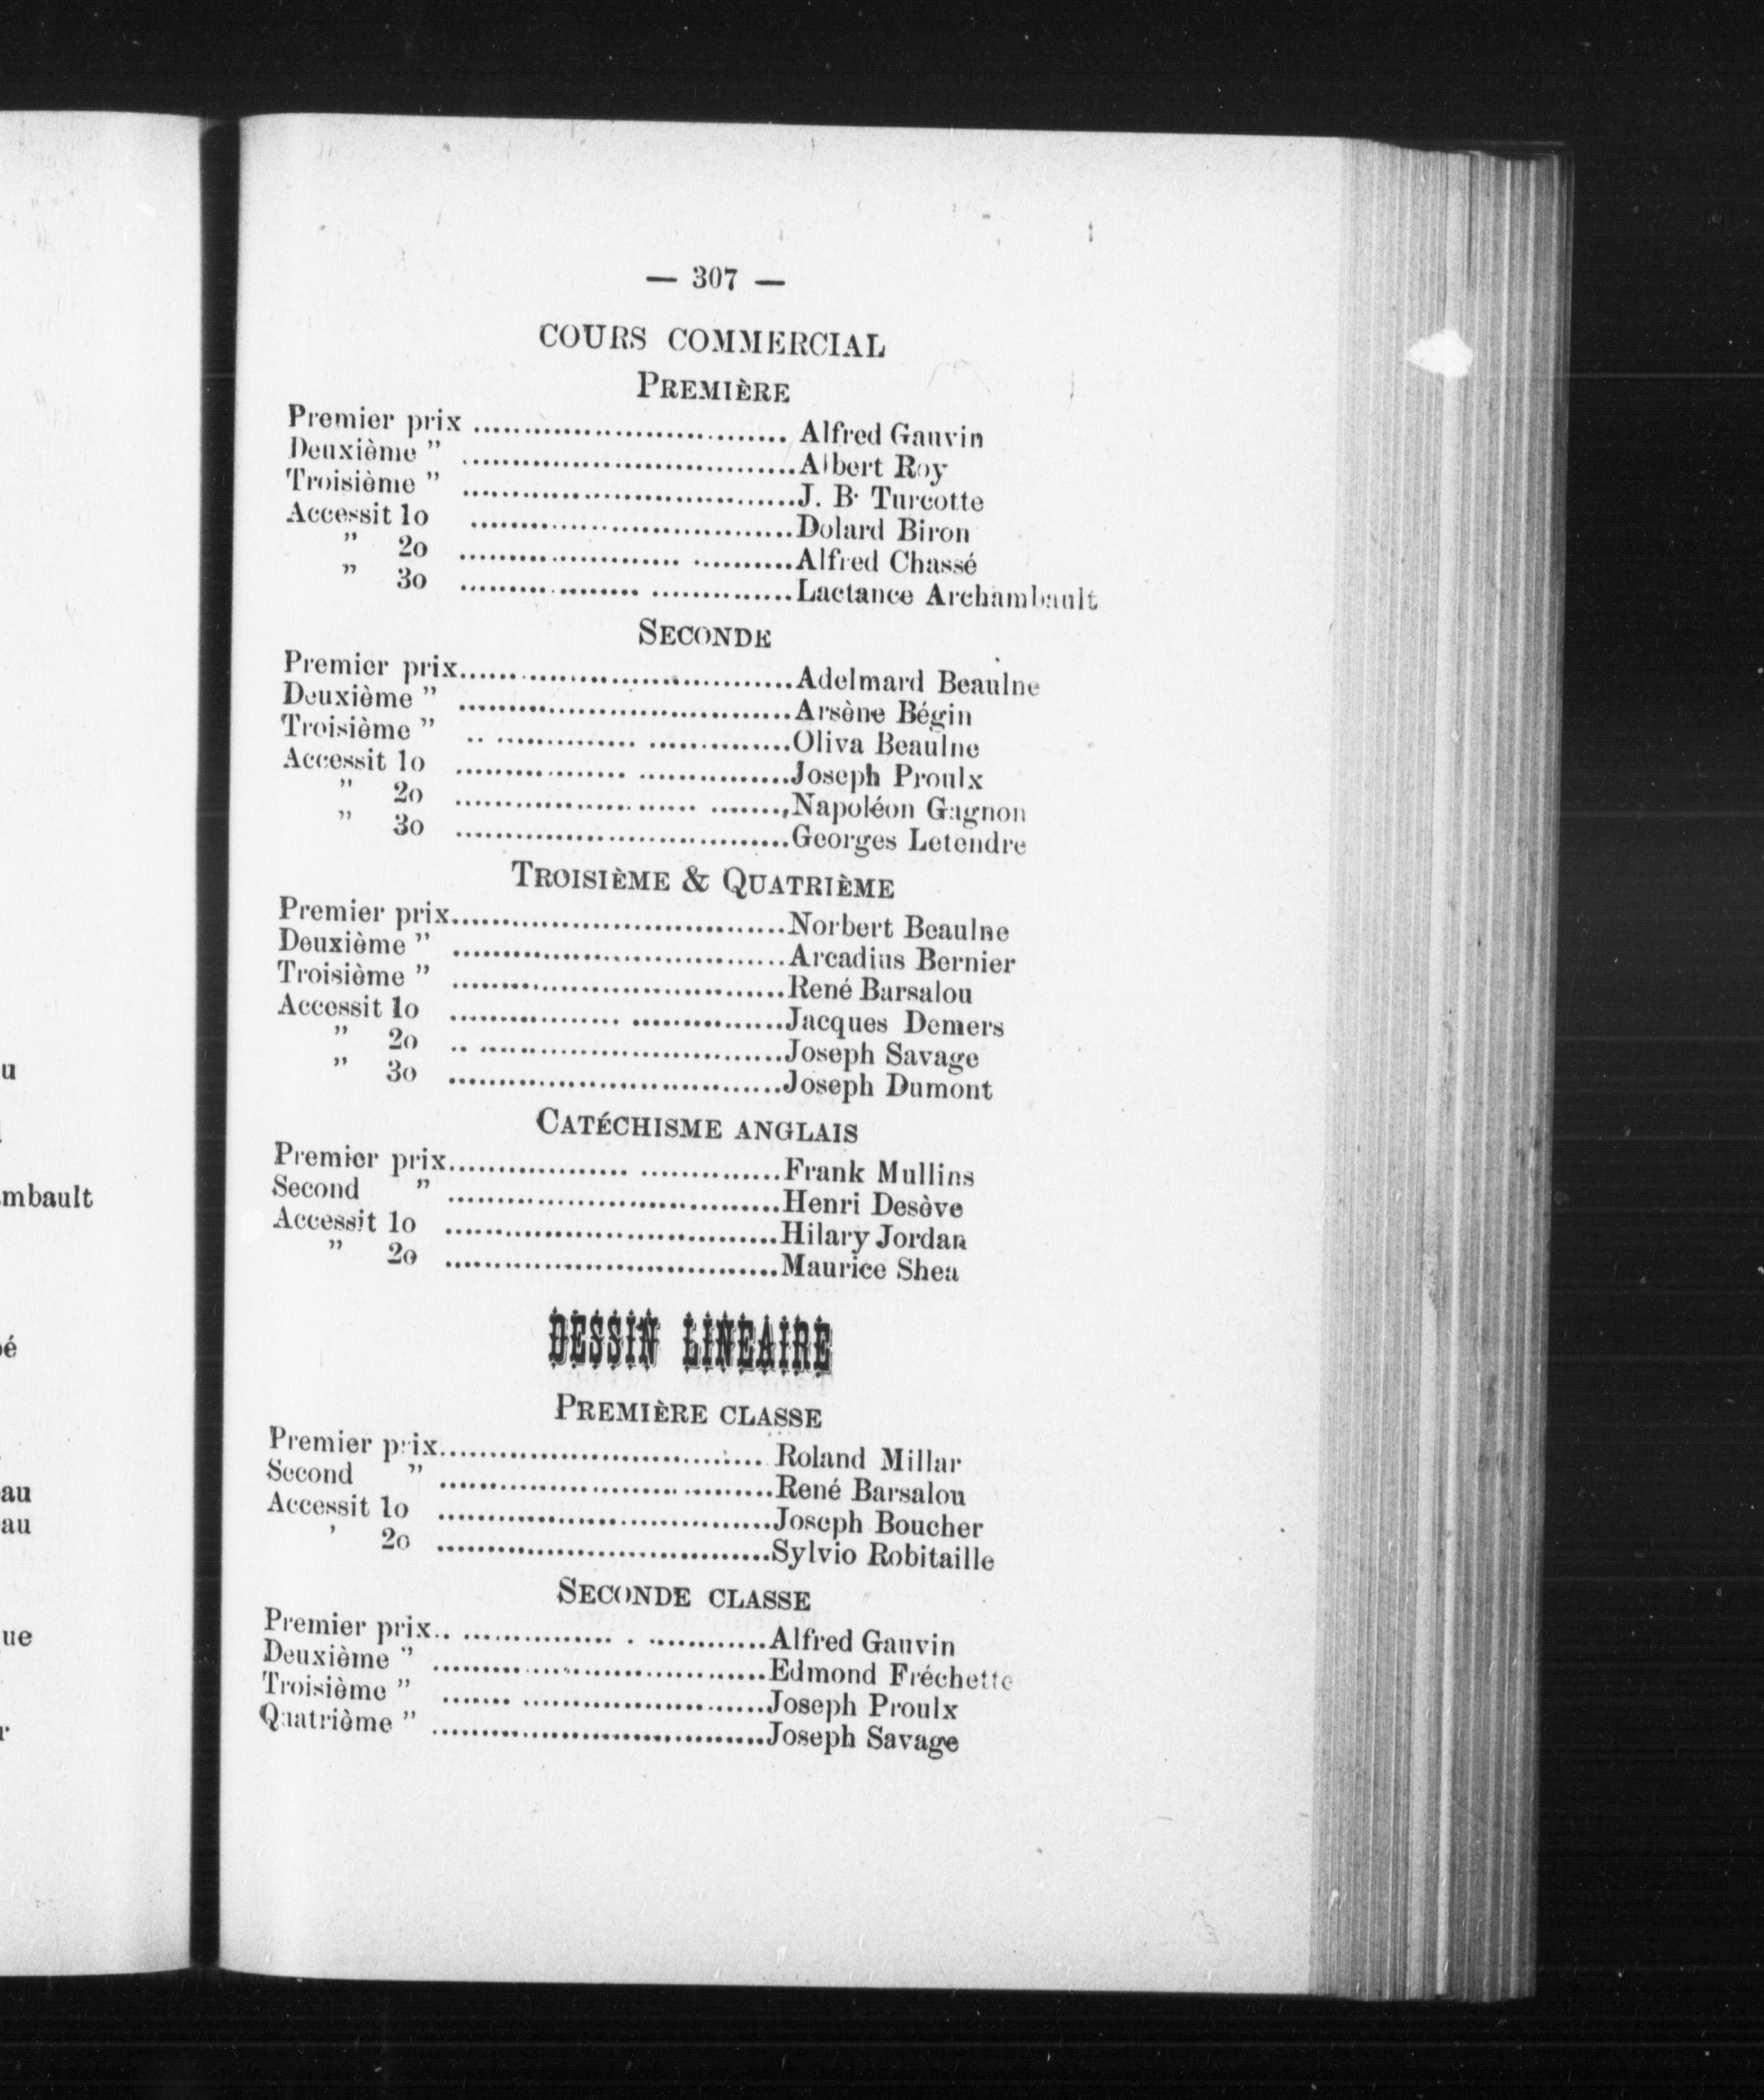 — 307 —
COURS COMMERCIAL
PREMIÈRE
Premier prix ................................ Alfred Gauvin
Deuxième " ................................Albert Roy
Troisième " ................................J. B. Turcotte
Accessit 1o ................................Dolard Biron
" 2o ................................Alfred Chassé
" 3o ................................Lactance Archambault
SECONDE
Premier prix................................Adelmard Beaulne
Deuxième " ................................Arsène Bégin
Troisième " ................................Oliva Beaulne
Accessit 1o ................................Joseph Proulx
" 2o ................................Napoléon Gagnon
" 3o ................................Georges Letendre
TROISIÈME & QUATRIÈME
Premier prix................................Norbert Beaulne
Deuxième " ................................Arcadius Bernier
Troisième " ................................René Barsalou
Accessit 1o ................................Jacques Demers
" 2o ................................Joseph Savage
" 3o ................................Joseph Dumont
CATÉCHISME ANGLAIS
Premier prix................................Frank Mullins
Second " ................................Henri Desève
Accessit 1o ................................Hilary Jordan
" 2o ................................Maurice Shea
DESSIN LINEAIRE
PREMIÈRE CLASSE
Premier prix................................ Roland Millar
Second " ................................René Barsalou
Accessit 1o ................................Joseph Boucher
' 2o ................................Sylvio Robitaille
SECONDE CLASSE
Premier prix................................Alfred Gauvin
Deuxième " ................................Edmond Fréchette
Troisième " ................................Joseph Proulx
Quatrième " ................................Joseph Savage